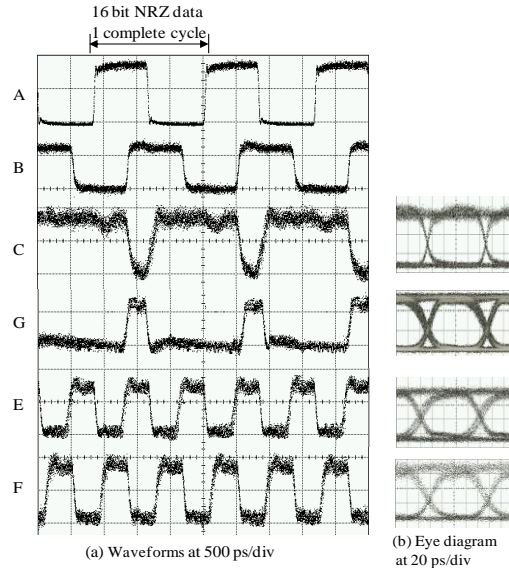 16 bit NRZ data
1 complete cycle
A
B
C
G
E
F
(a) Waveforms at 500 ps/div
(b) Eye diagram
at 20 ps/div